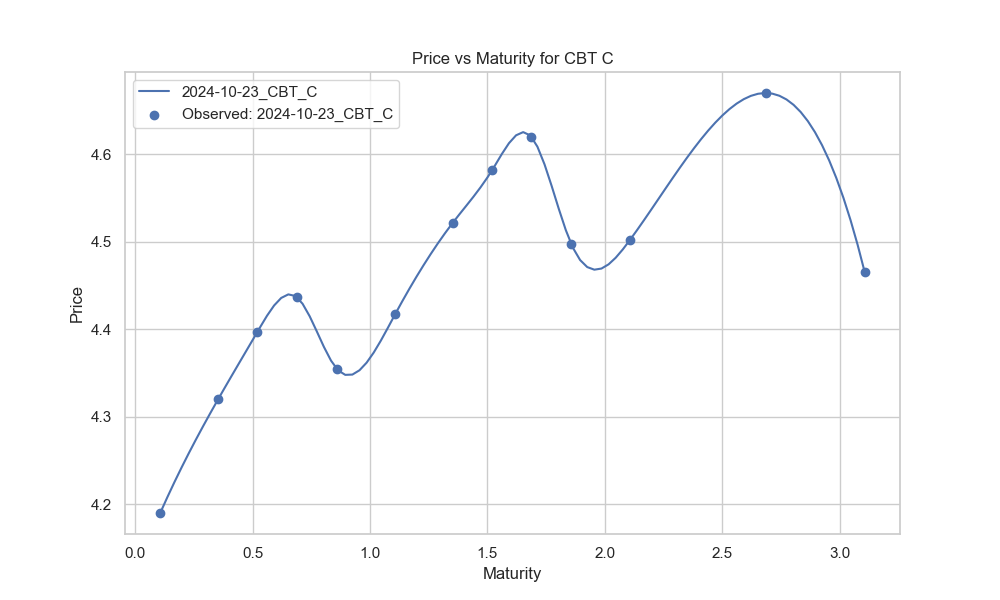 Price vs Maturity for CBT C
2024-10-23_CBT_C
Observed: 2024-10-23_CBT_C
Price
4.6
4.5
4.4
4.3
4.2
0.0 0.5 1.0 1.5 2.0 2.5 3.0
Maturity